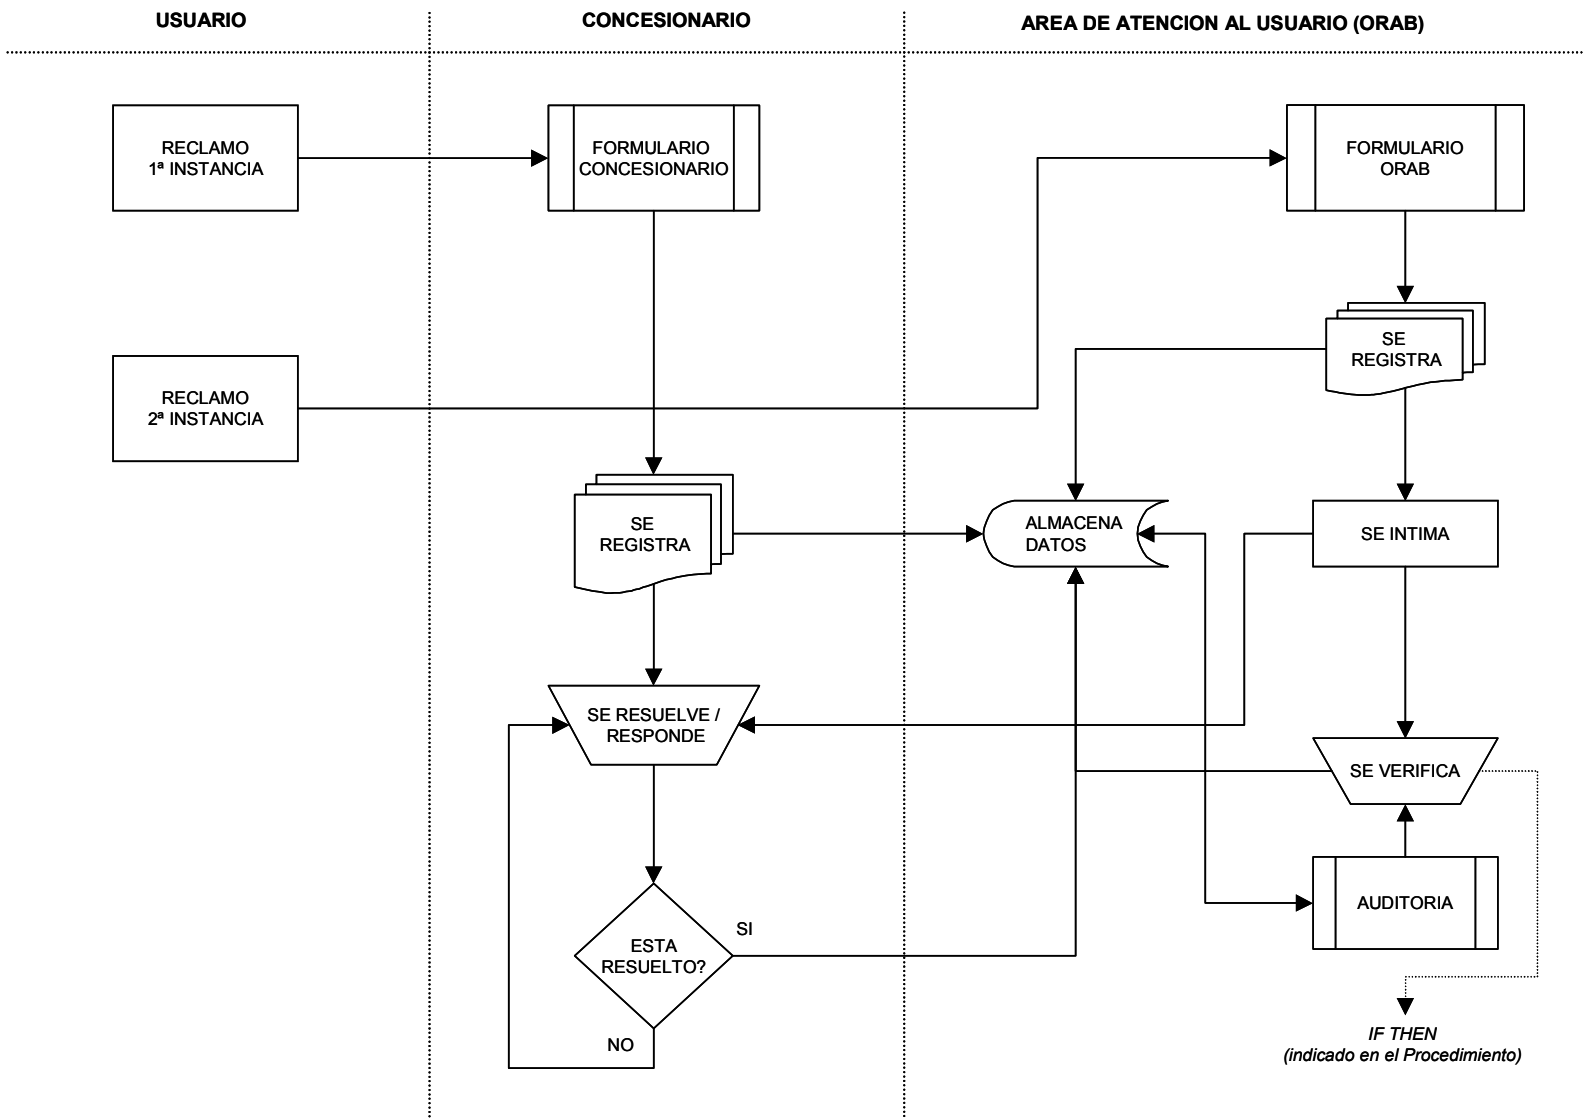 USUARIO
CONCESIONARIO
AREA DE ATENCION AL USUARIO (ORAB)
RECLAMO
1ª INSTANCIA
FORMULARIO
CONCESIONARIO
FORMULARIO
ORAB
SE
REGISTRA
RECLAMO
2ª INSTANCIA
SE
REGISTRA
ALMACENA
DATOS
SE INTIMA
SE RESUELVE /
RESPONDE
SE VERIFICA
AUDITORIA
ESTA
RESUELTO?
SI
NO
IF THEN
(indicado en el Procedimiento)